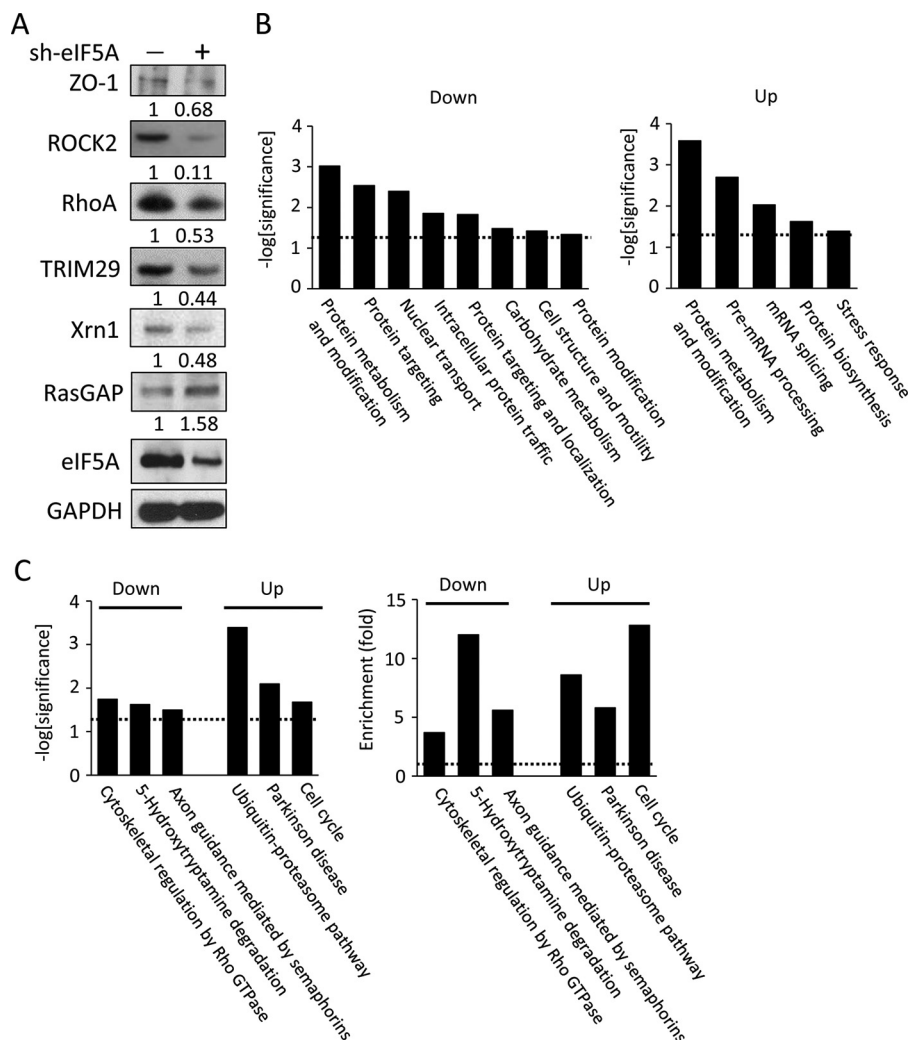 A
sh-eIF5A — +
ZO-1
1 0.68
ROCK2
1 0.11
RhoA
1 0.53
TRIM29
1 0.44
Xrn1
1 0.48
RasGAP
1 1.58
eIF5A
GAPDH
B
Down
-log[significance]
4
3
2
1
0
Protein metabolism
and modification
Protein targeting
Nuclear transport
Intracellular protein traffic
Protein targeting and localization
Carbohydrate metabolism
Cell structure and motility
Protein modification
Up
-log[significance]
4
3
2
1
0
Protein metabolism
and modification
Pre-mRNA processing
mRNA splicing
Protein biosynthesis
Stress response
C
Down Up
-log[significance]
4
3
2
1
0
Cytoskeletal regulation by Rho GTPase
5-Hydroxytryptamine degradation
Axon guidance mediated by semaphorins
Ubiquitin-proteasome pathway
Parkinson disease
Cell cycle
Down Up
Enrichment (fold)
15
10
5
0
Cytoskeletal regulation by Rho GTPase
5-Hydroxytryptamine degradation
Axon guidance mediated by semaphorins
Ubiquitin-proteasome pathway
Parkinson disease
Cell cycle